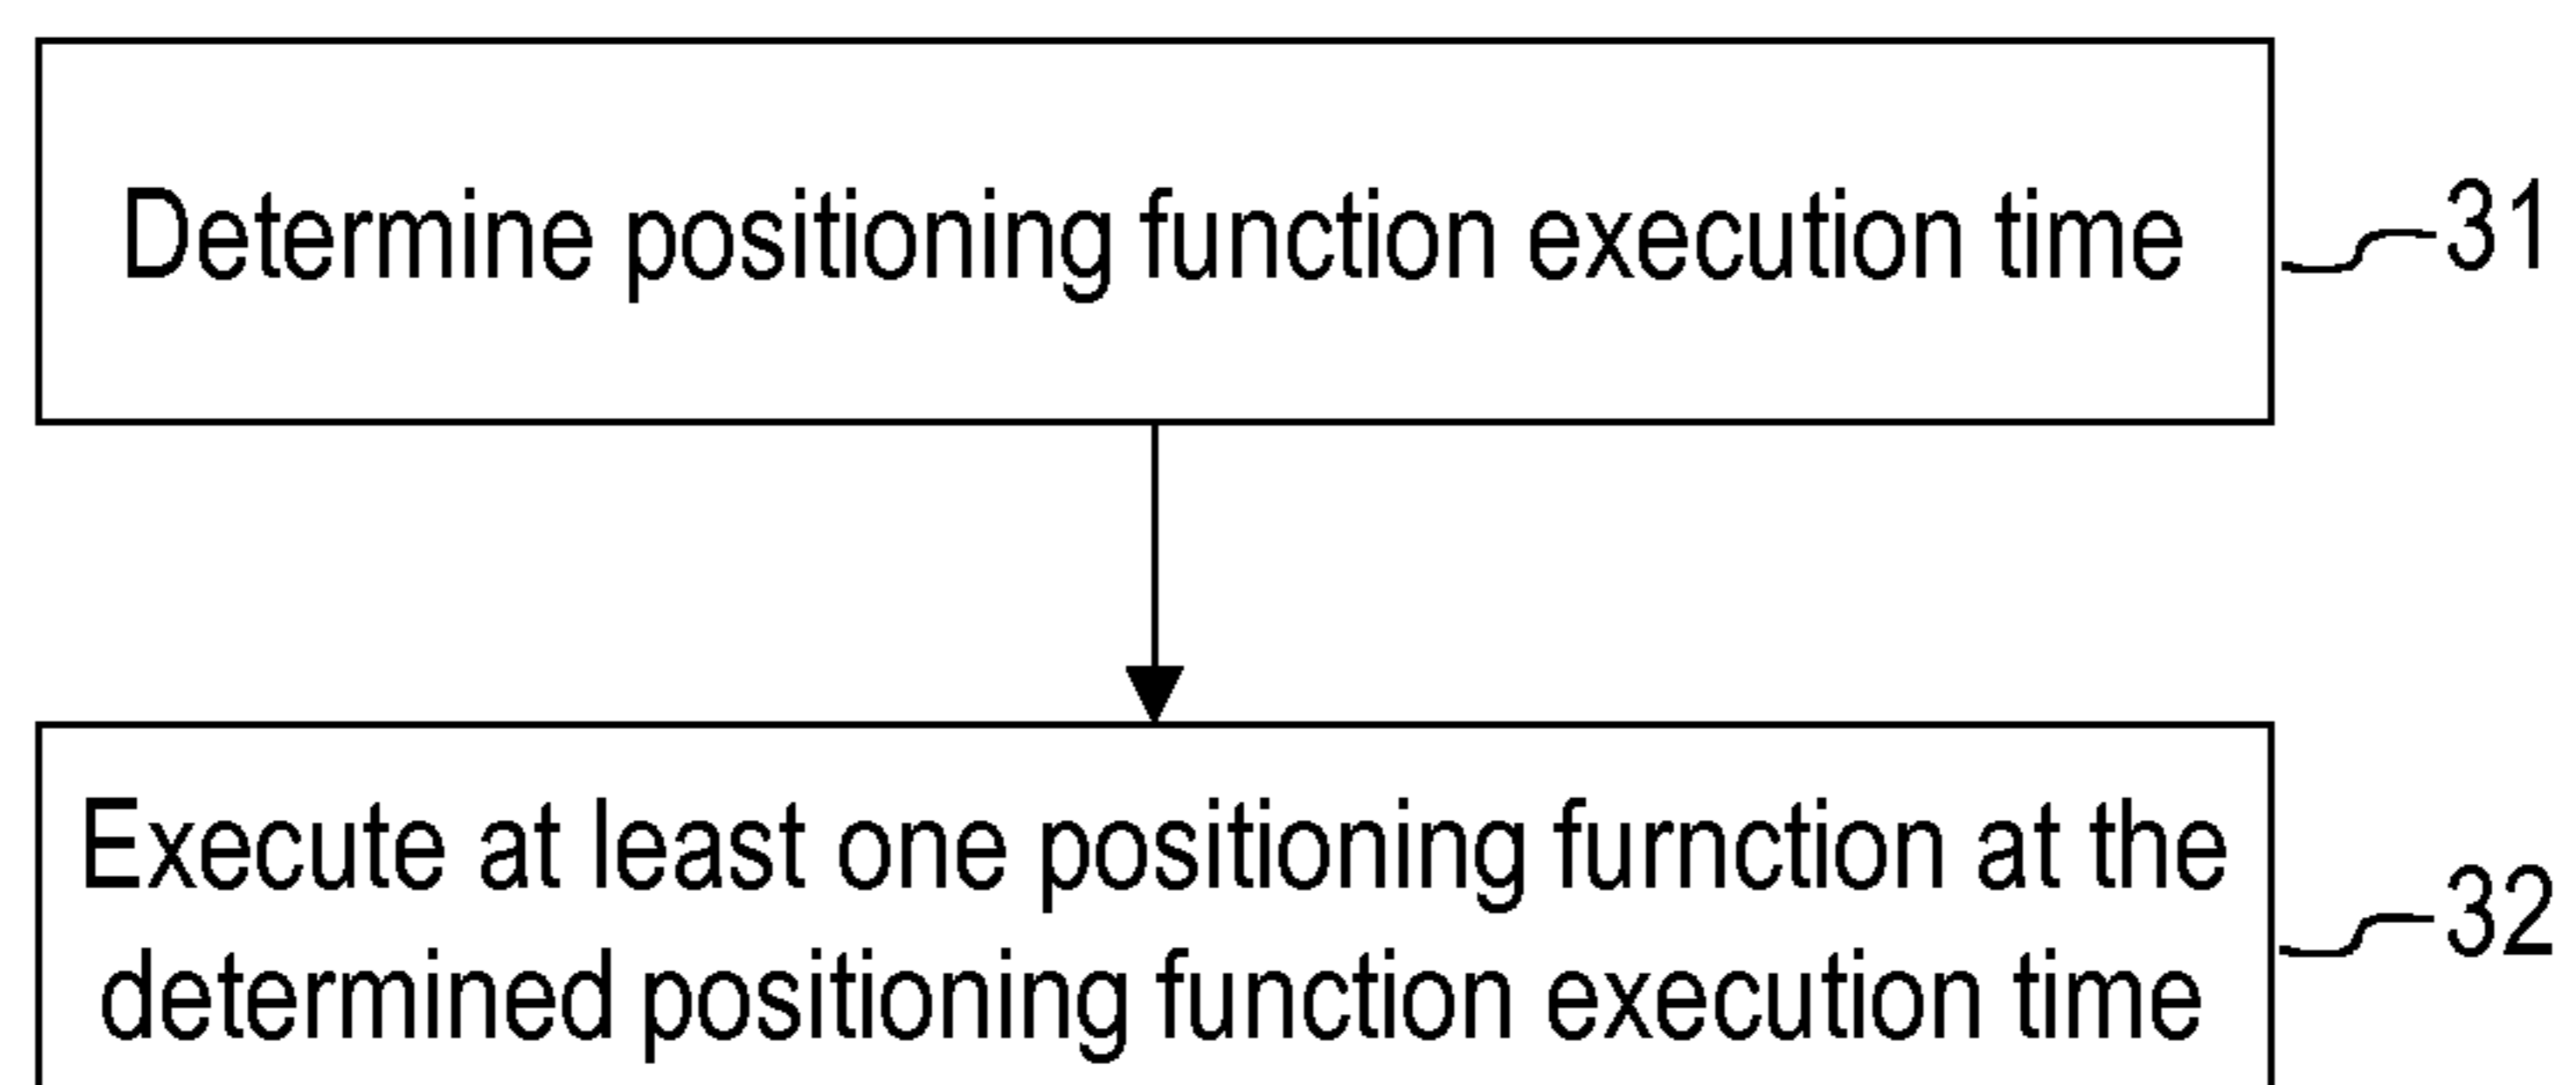 Determine positioning function execution time
31
Execute at least one positioning furnction at the
determined positioning function execution time
32